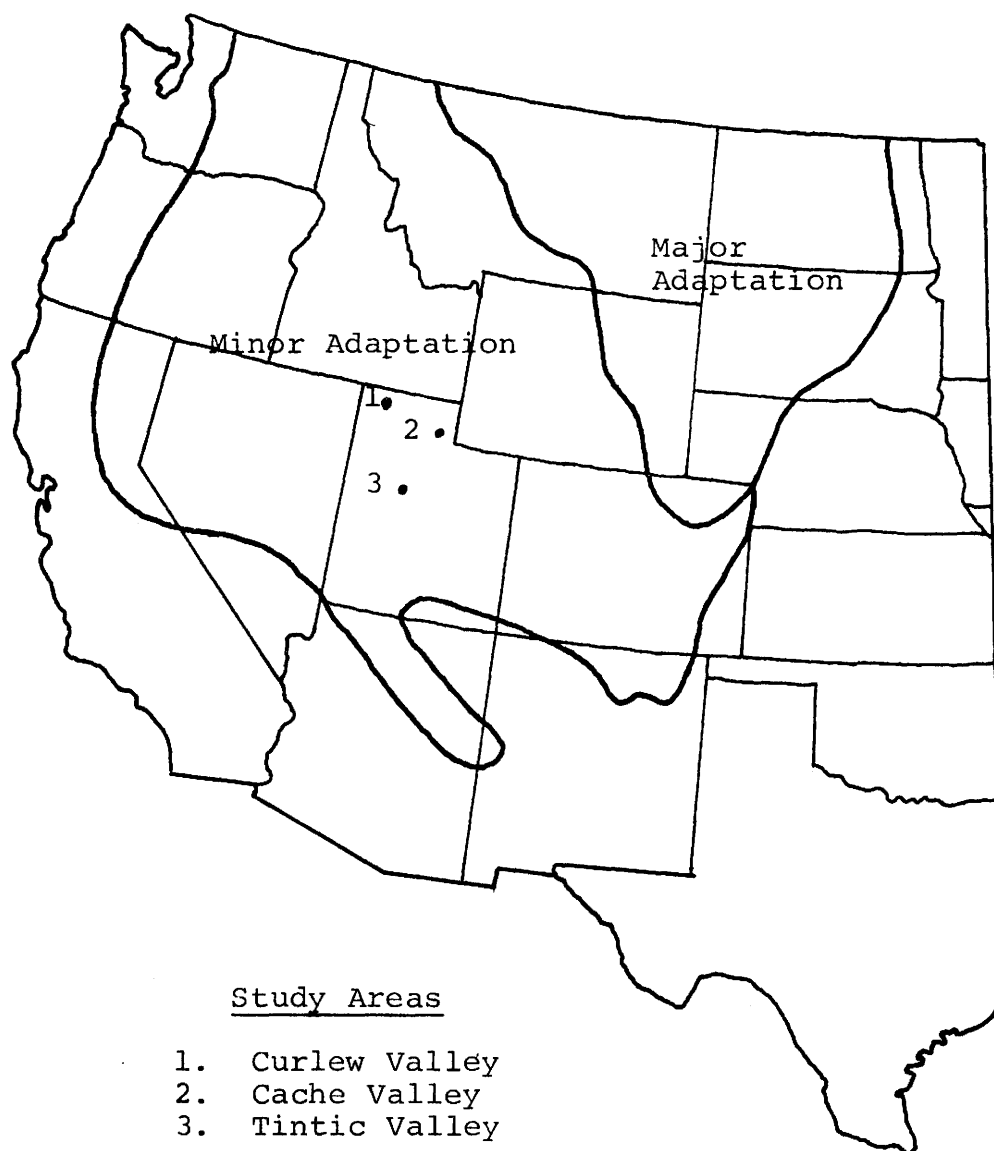 Major
Adaptation
Minor Adaptation
1
2
3
Study Areas
1. Curlew Valley
2. Cache Valley
3. Tintic Valley